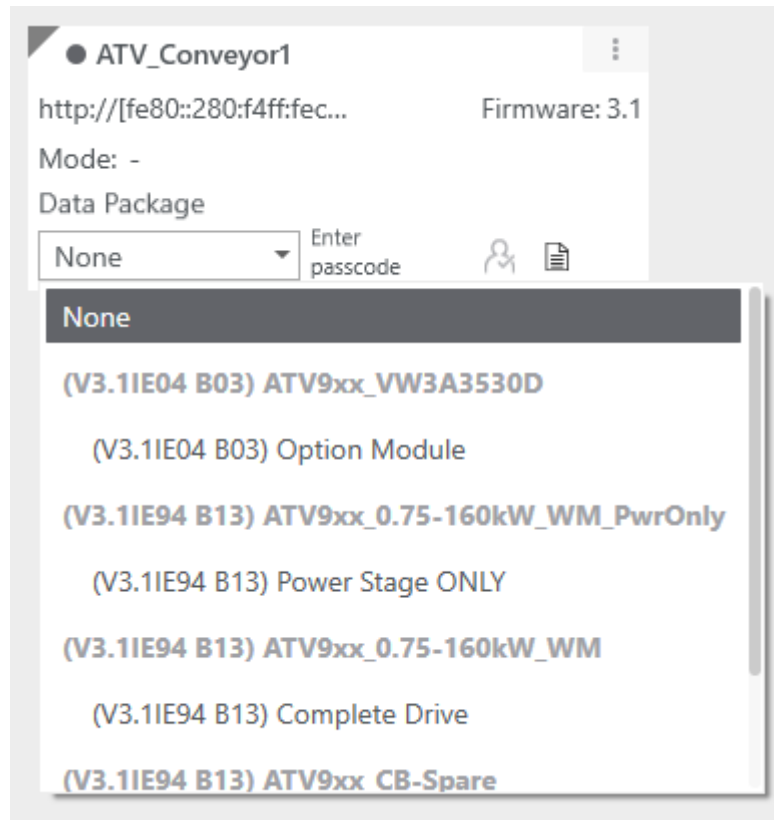 ATV_Conveyor1
http://[fe80::280:f4ff:fec... Firmware: 3.1
Mode: -
Data Package
None Enter passcode
None
(V3.1IE04 B03) ATV9xx_VW3A3530D
(V3.1IE04 B03) Option Module
(V3.1IE94 B13) ATV9xx_0.75-160kW_WM_PwrOnly
(V3.1IE94 B13) Power Stage ONLY
(V3.1IE94 B13) ATV9xx_0.75-160kW_WM
(V3.1IE94 B13) Complete Drive
(V3.1IE94 B13) ATV9xx_CB-Spare